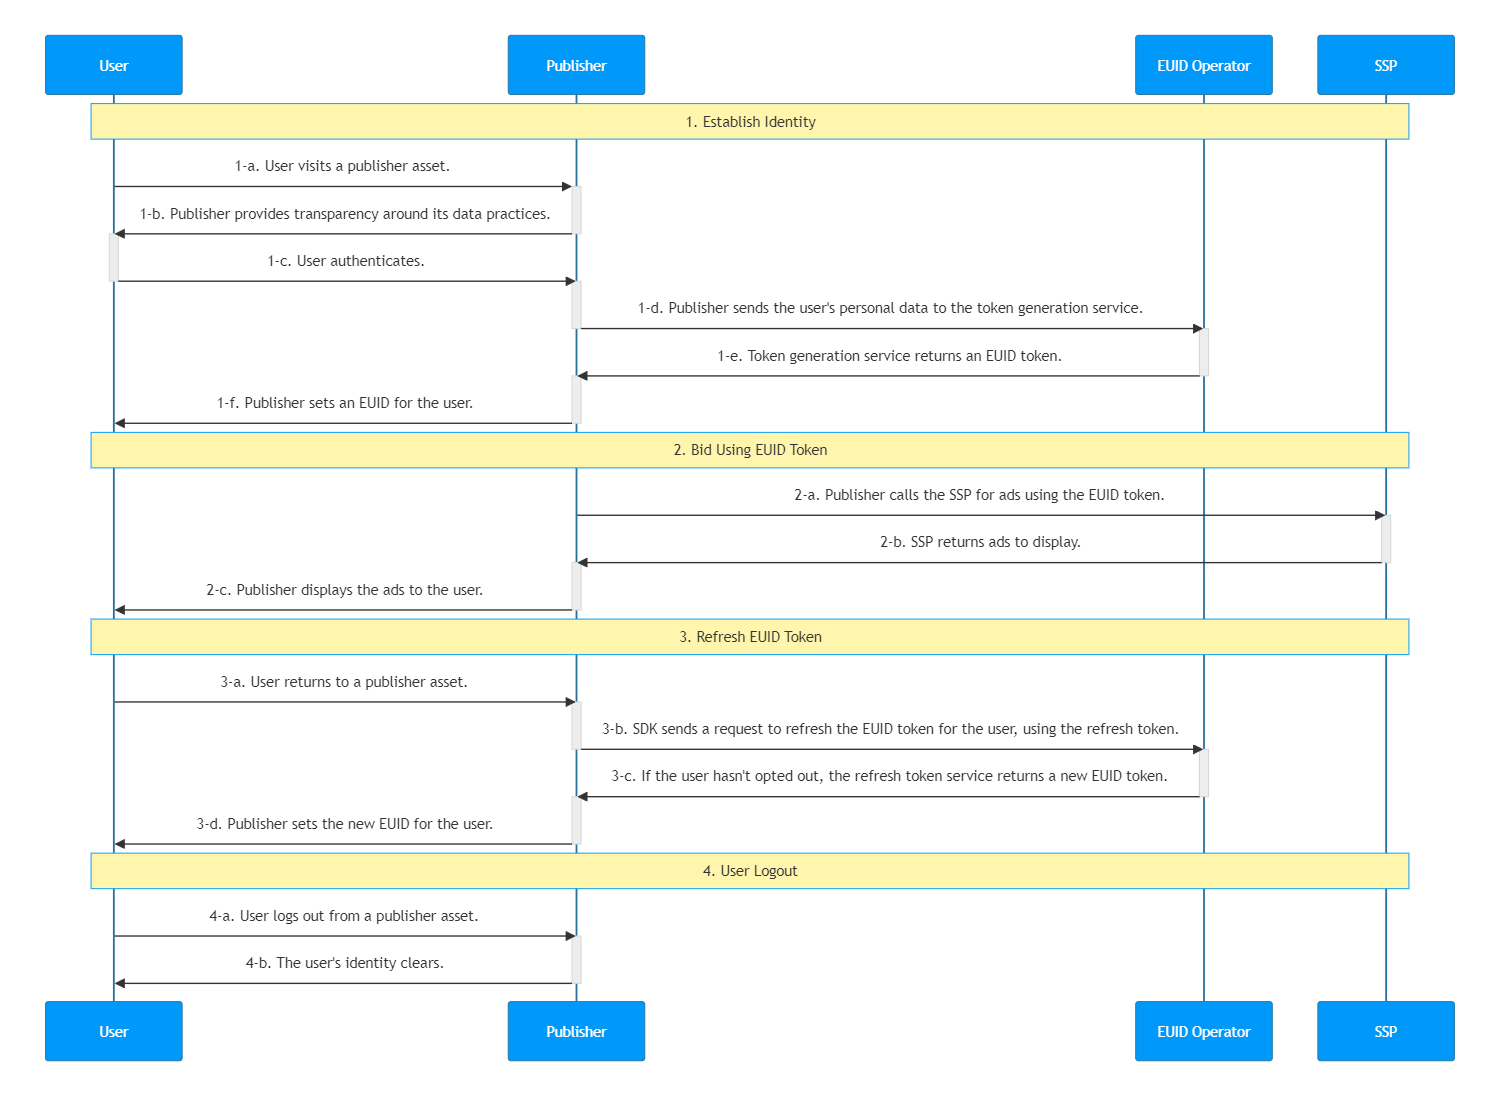 User
Publisher
EUID Operator
SSP
1. Establish Identity
1-a. User visits a publisher asset.
1-b. Publisher provides transparency around its data practices.
1-c. User authenticates.
1-d. Publisher sends the user's personal data to the token generation service.
1-e. Token generation service returns an EUID token.
1-f. Publisher sets an EUID for the user.
2. Bid Using EUID Token
2-a. Publisher calls the SSP for ads using the EUID token.
2-b. SSP returns ads to display.
2-c. Publisher displays the ads to the user.
3. Refresh EUID Token
3-a. User returns to a publisher asset.
3-b. SDK sends a request to refresh the EUID token for the user, using the refresh token.
3-c. If the user hasn't opted out, the refresh token service returns a new EUID token.
3-d. Publisher sets the new EUID for the user.
4. User Logout
4-a. User logs out from a publisher asset.
4-b. The user's identity clears.
User
Publisher
EUID Operator
SSP